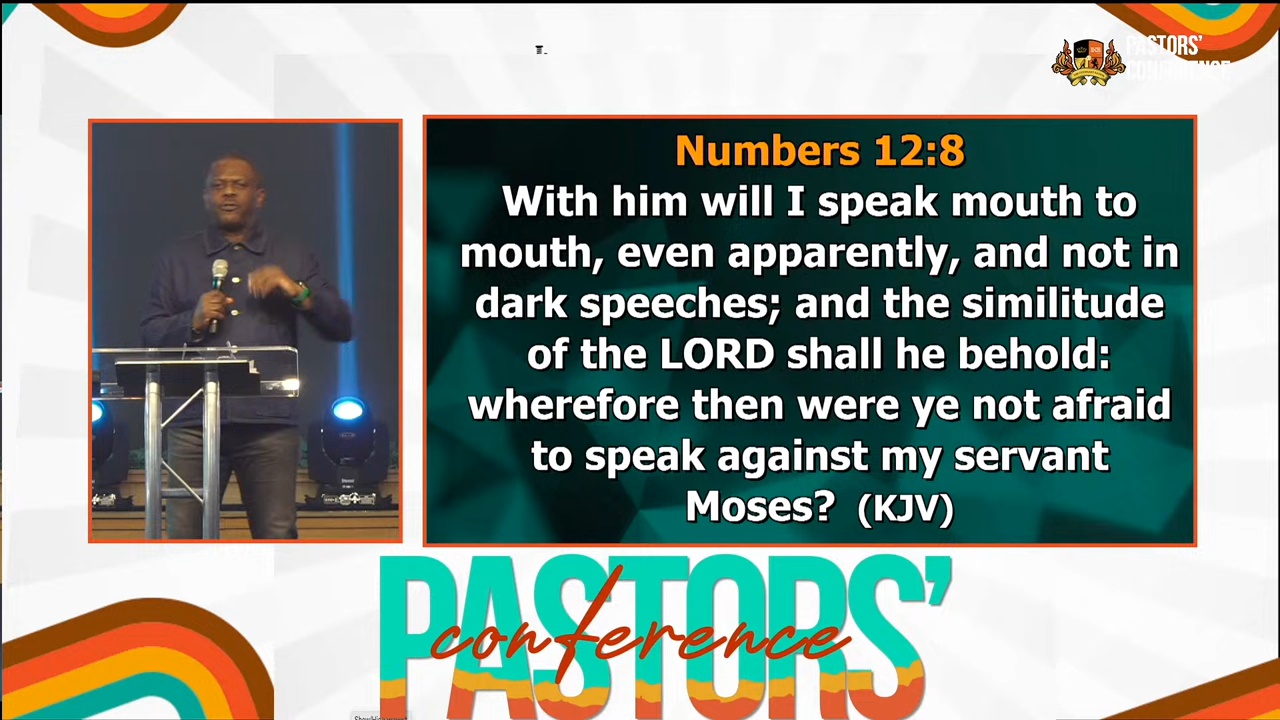 PASTORS'
CONFERENCE
Numbers 12:8
With him will I speak mouth to
mouth, even apparently, and not in
dark speeches; and the similitude
of the LORD shall he behold:
wherefore then were ye not afraid
to speak against my servant
Moses? (KJV)
PASTORS'
conference